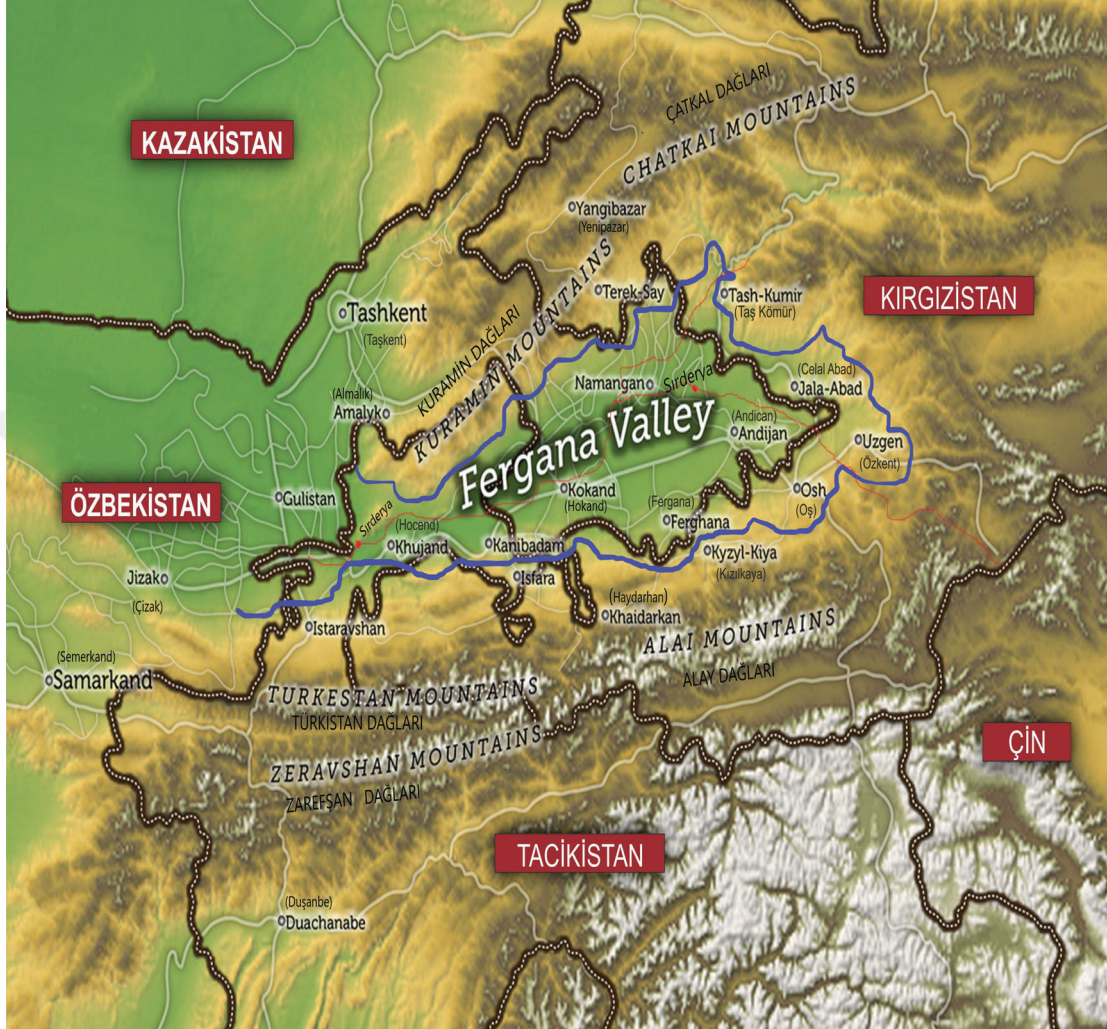 KAZAKİSTAN
ÇATKAL DAĞLARI
CHATKAI MOUNTAINS
Yangibazar
(Yenipazar)
Terek-Say
Tash-Kumir
(Taş Kömür)
KIRGIZİSTAN
Tashkent
(Taşkent)
KURAMİN DAĞLARI
KURAMIN MOUNTAINS
(Almalik)
Amalyk
Namangan
Sırderya
(Celal Abad)
Jala-Abad
Fergana Valley
(Andican)
Andijan
Uzgen
(Özkent)
ÖZBEKİSTAN
Gulistan
Sırderya
Kokand
(Hokand)
Osh
(Oş)
(Fergana)
Ferghana
(Hocend)
Khujand
Kanibadam
Kyzyl-Kiya
(Kızılkaya)
Jizak
(Çizak)
Isfara
(Haydarhan)
Khaidarkan
Istaravshan
(Semerkand)
Samarkand
ALAI MOUNTAINS
ALAY DAĞLARI
TURKESTAN MOUNTAINS
TÜRKİSTAN DAĞLARI
ZERAVSHAN MOUNTAINS
ZAREFŞAN DAĞLARI
ÇİN
TACİKİSTAN
(Duşanbe)
Duachanabe